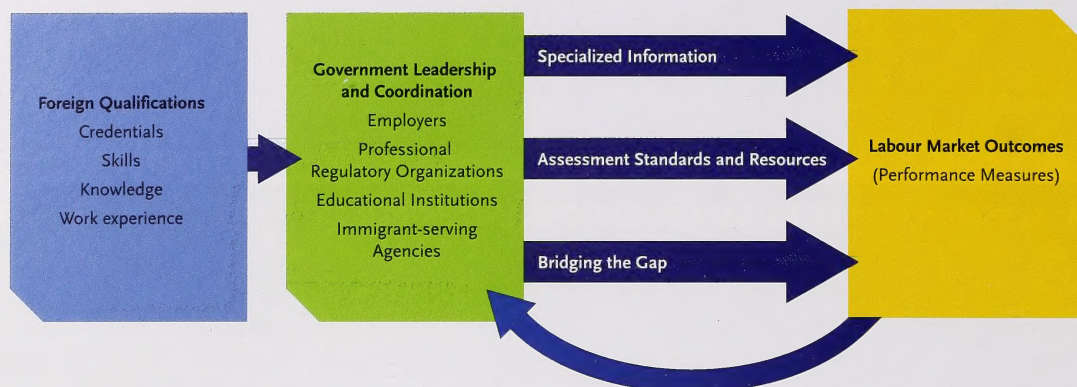 Foreign Qualifications
Credentials
Skills
Knowledge
Work experience
Government Leadership
and Coordination
Employers
Professional
Regulatory Organizations
Educational Institutions
Immigrant-serving
Agencies
Specialized Information
Assessment Standards and Resources
Bridging the Gap
Labour Market Outcomes
(Performance Measures)